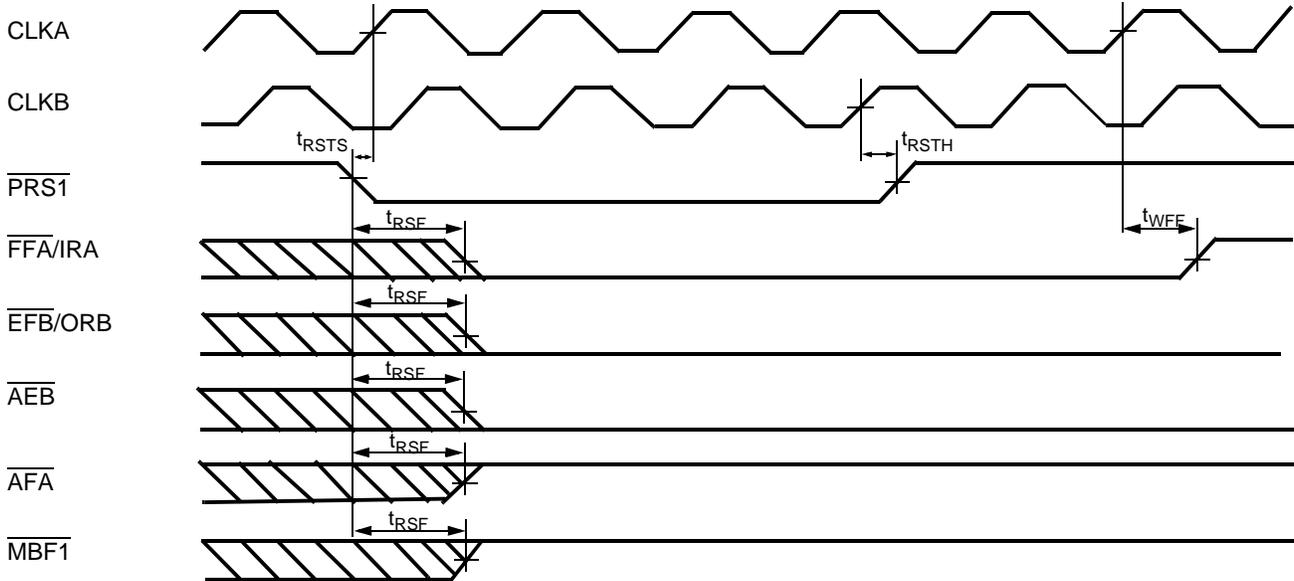 CLKA
CLKB
tRSTS
tRSTH
PRS1
tRSF
tWFF
FFA/IRA
tRSF
EFB/ORB
tRSF
AEB
tRSF
AFA
tRSF
MBF1